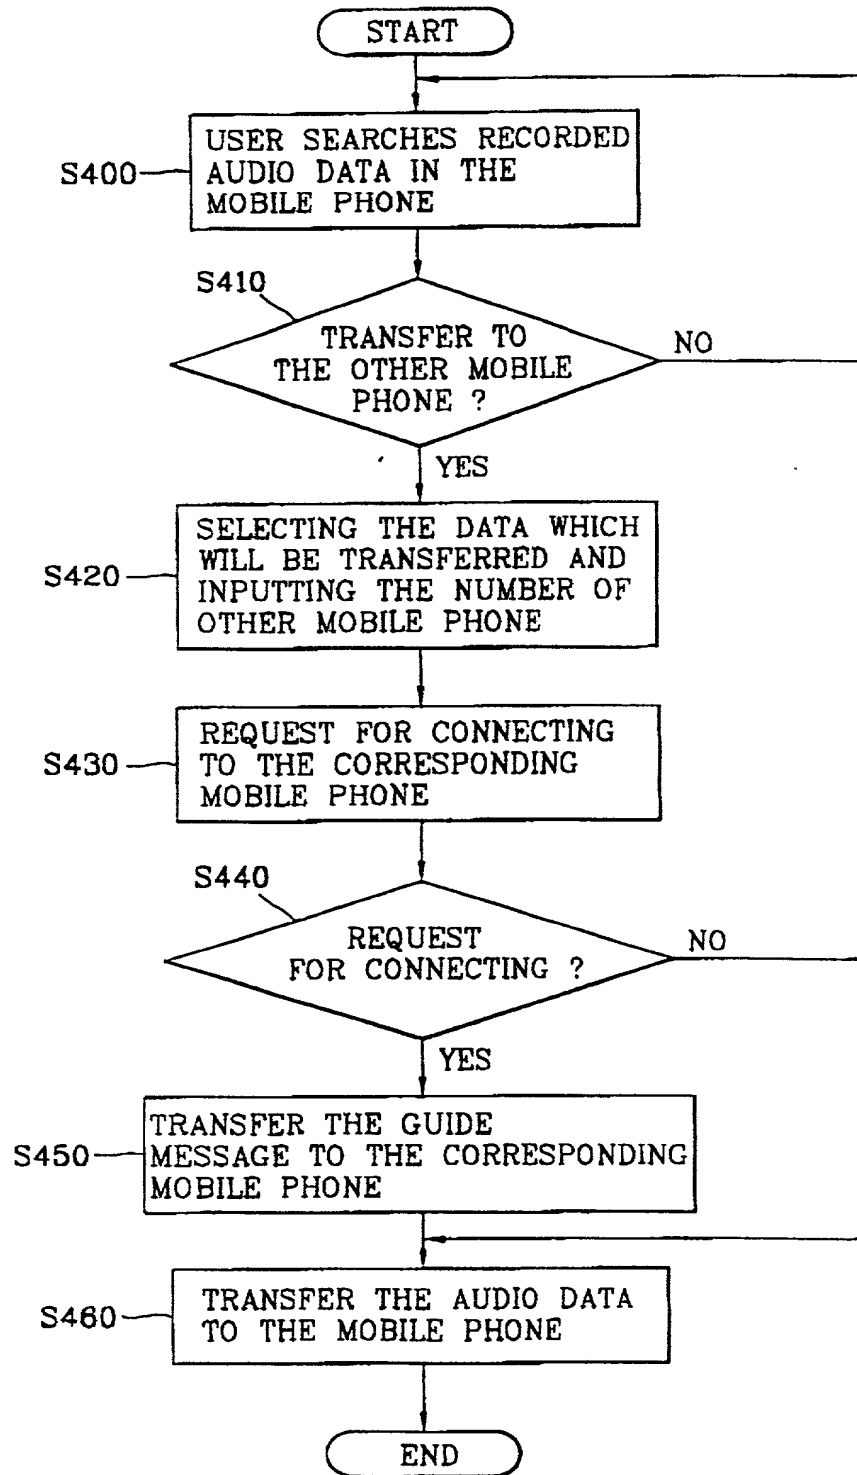 START
USER SEARCHES RECORDED
AUDIO DATA IN THE
MOBILE PHONE
S400
S410
TRANSFER TO
THE OTHER MOBILE
PHONE ?
NO
YES
SELECTING THE DATA WHICH
WILL BE TRANSFERRED AND
INPUTTING THE NUMBER OF
OTHER MOBILE PHONE
S420
REQUEST FOR CONNECTING
TO THE CORRESPONDING
MOBILE PHONE
S430
S440
REQUEST
FOR CONNECTING ?
NO
YES
TRANSFER THE GUIDE
MESSAGE TO THE CORRESPONDING
MOBILE PHONE
S450
TRANSFER THE AUDIO DATA
TO THE MOBILE PHONE
S460
END